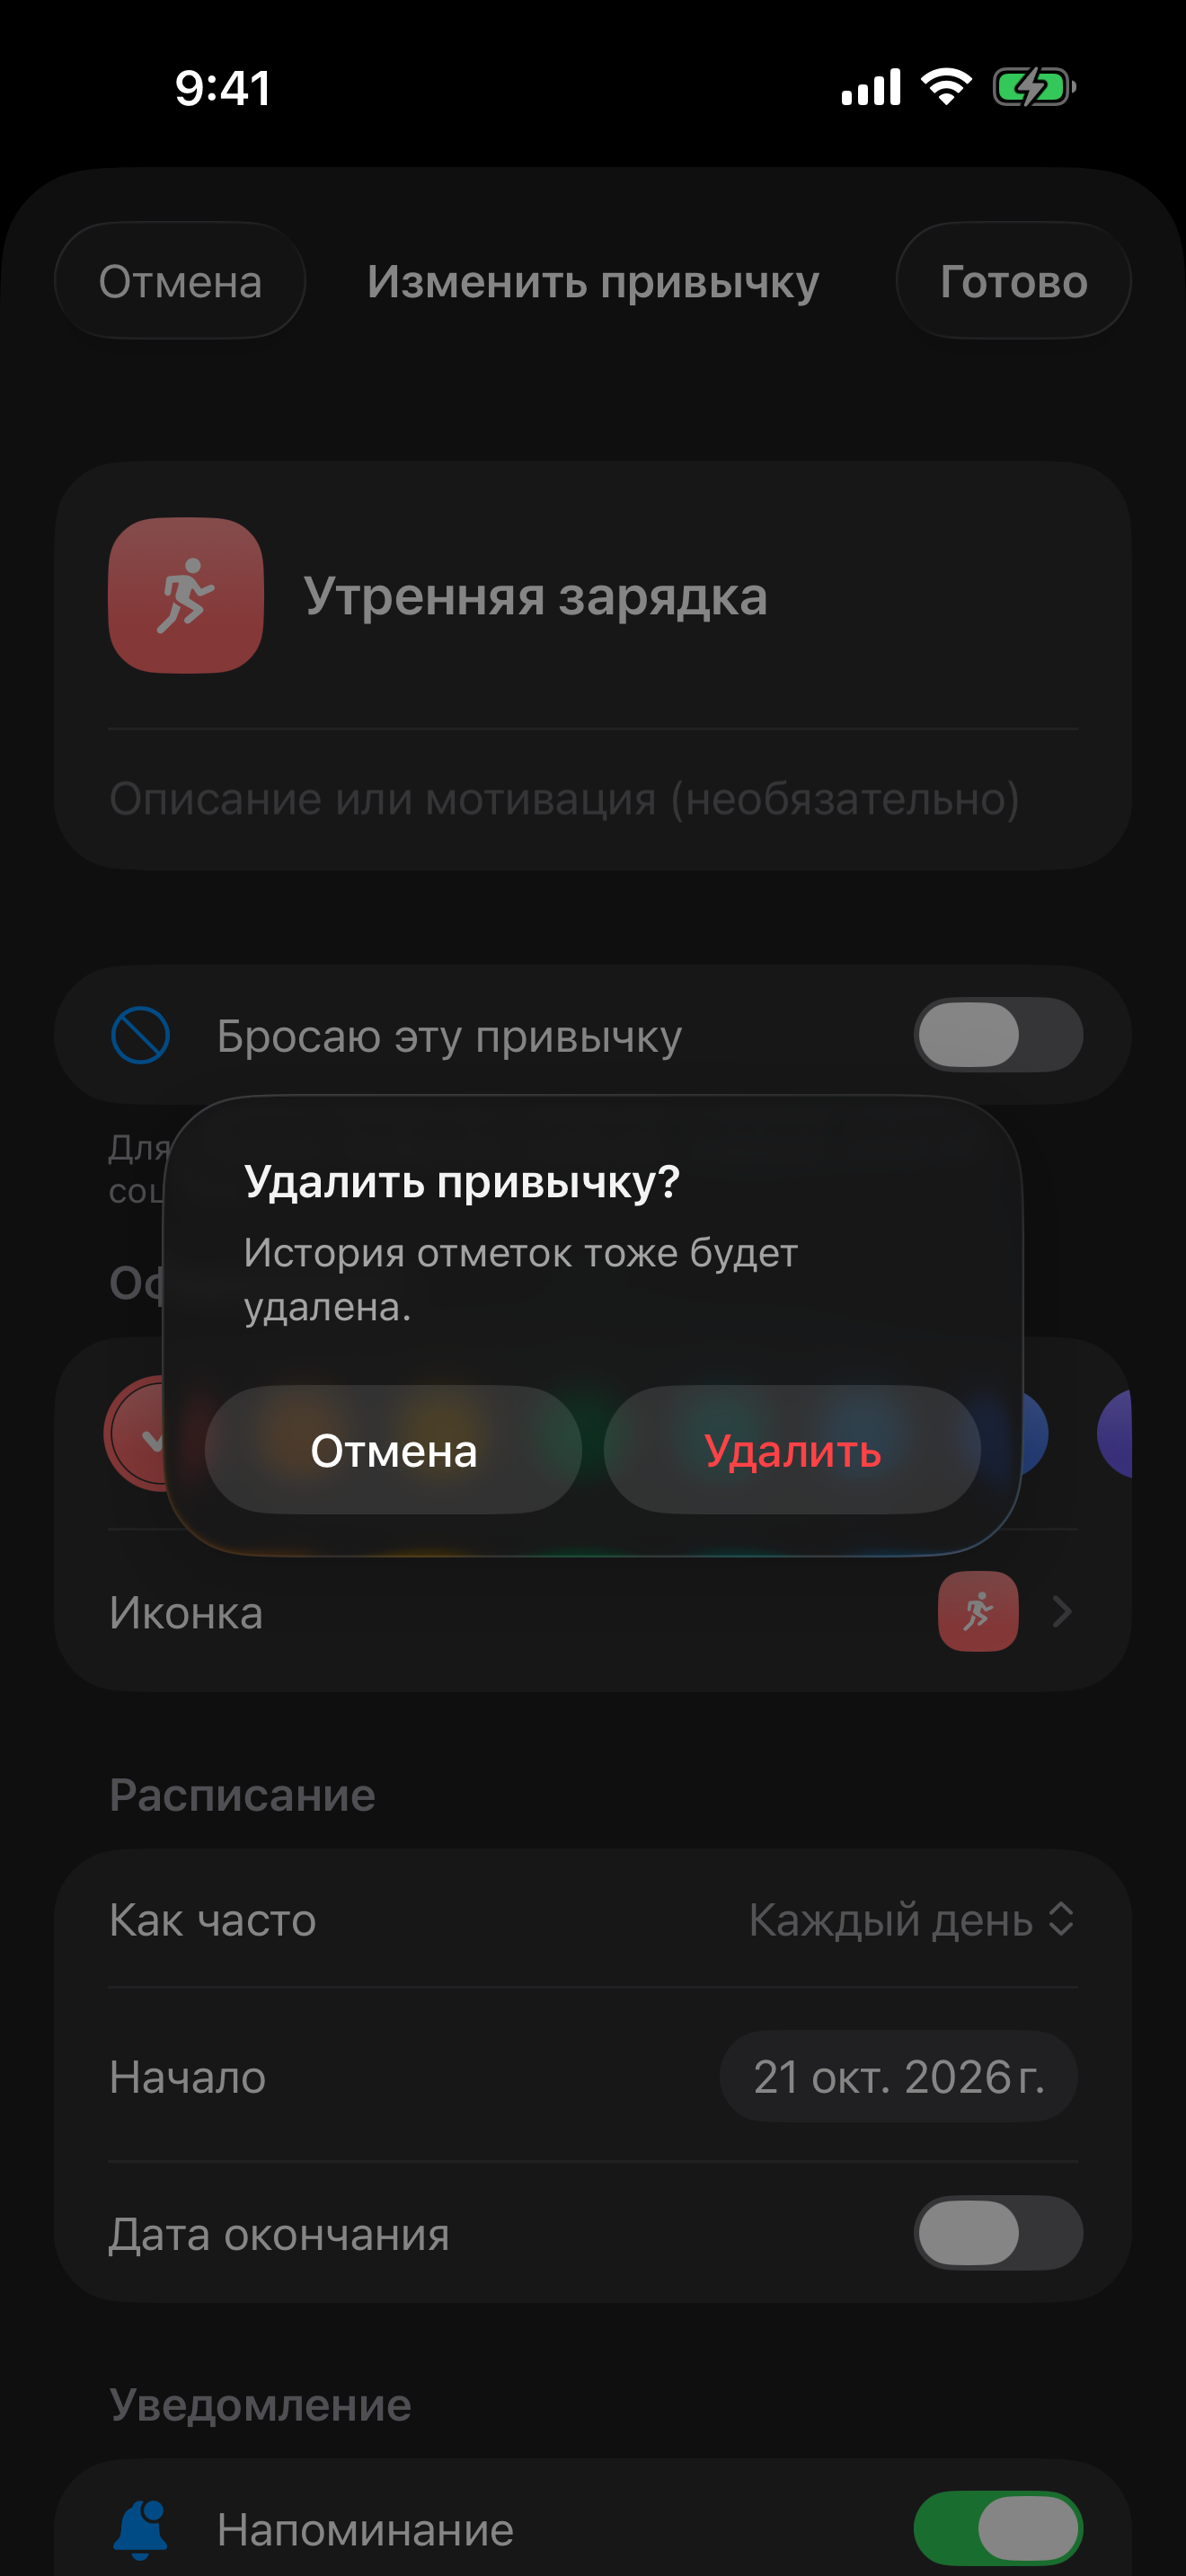 9:41
Отмена
Изменить привычку
Готово
Утренняя зарядка
Описание или мотивация (необязательно)
Бросаю эту привычку
Для
Удалить привычку?
История отметок тоже будет
удалена.
Отмена
Удалить
Иконка
Расписание
Как часто
Каждый день
Начало
21 окт. 2026 г.
Дата окончания
Уведомление
Напоминание